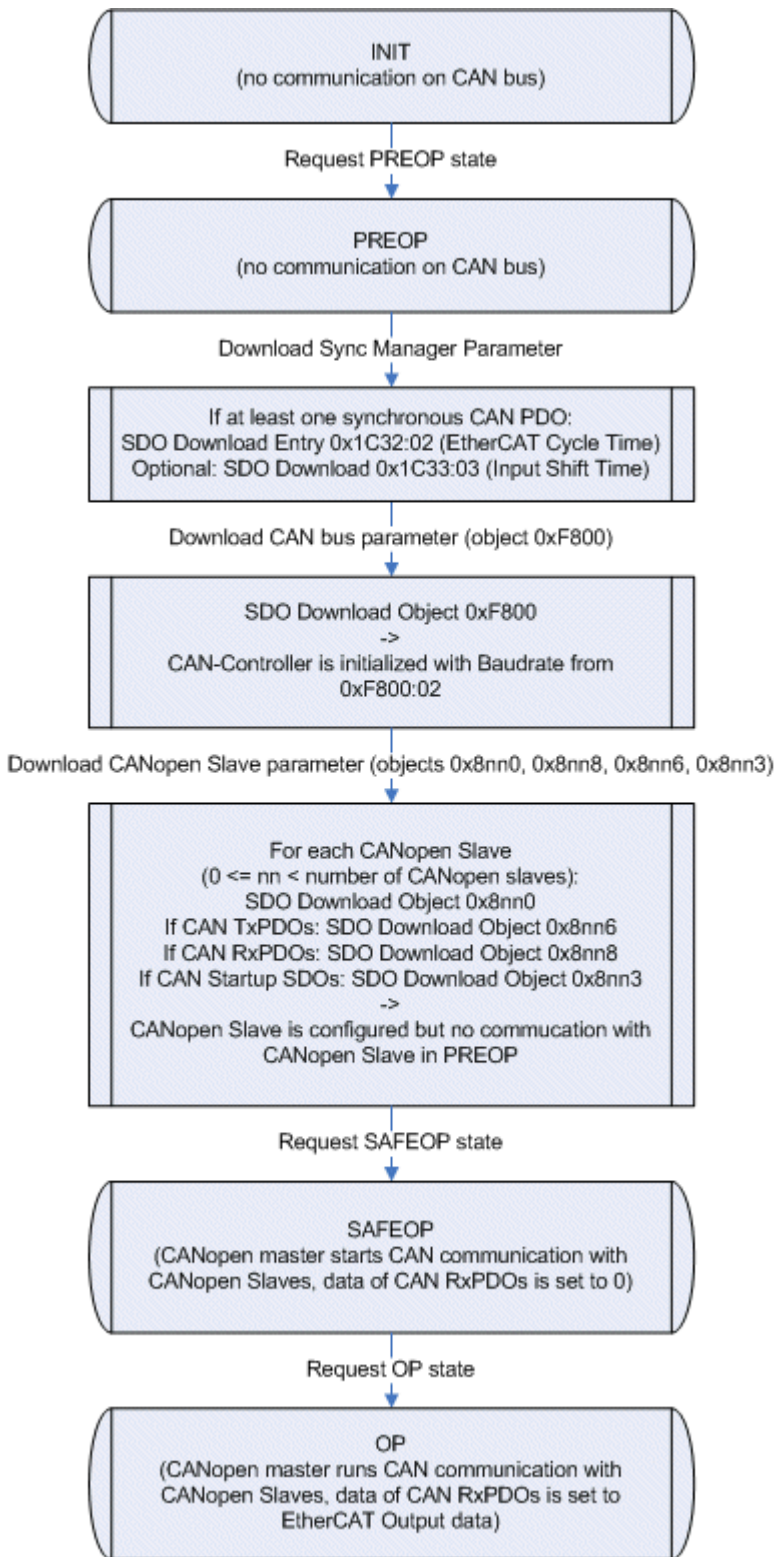 INIT
(no communication on CAN bus)
Request PREOP state
PREOP
(no communication on CAN bus)
Download Sync Manager Parameter
If at least one synchronous CAN PDO:
SDO Download Entry 0x1C32:02 (EtherCAT Cycle Time)
Optional: SDO Download 0x1C33:03 (Input Shift Time)
Download CAN bus parameter (object 0xF800)
SDO Download Object 0xF800
->
CAN-Controller is initialized with Baudrate from
0xF800:02
Download CANopen Slave parameter (objects 0x8nn0, 0x8nn8, 0x8nn6, 0x8nn3)
For each CANopen Slave
(0 <= nn < number of CANopen slaves):
SDO Download Object 0x8nn0
If CAN TxPDOs: SDO Download Object 0x8nn6
If CAN RxPDOs: SDO Download Object 0x8nn8
If CAN Startup SDOs: SDO Download Object 0x8nn3
->
CANopen Slave is configured but no commucation with
CANopen Slave in PREOP
Request SAFEOP state
SAFEOP
(CANopen master starts CAN communication with
CANopen Slaves, data of CAN RxPDOs is set to 0)
Request OP state
OP
(CANopen master runs CAN communication with
CANopen Slaves, data of CAN RxPDOs is set to
EtherCAT Output data)